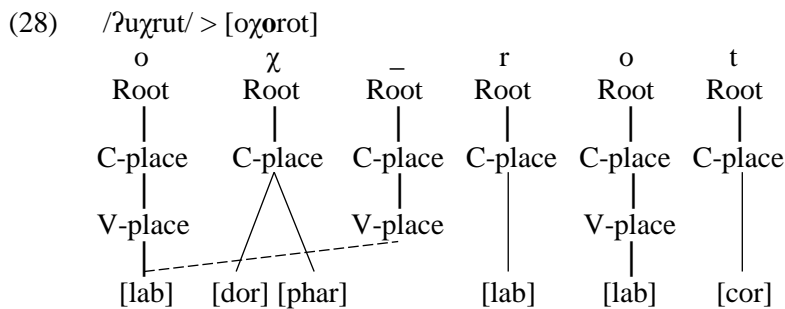 (28) /ʔuχrut/ > [oχorot]
o χ _ r o t
Root Root Root Root Root Root
C-place C-place C-place C-place C-place C-place
V-place V-place V-place
[lab] [dor] [phar] [lab] [lab] [cor]